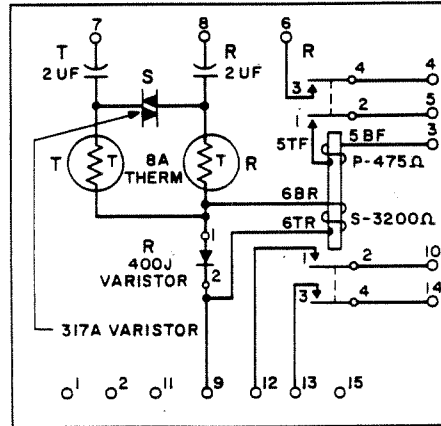 7 8 6
T R R
2UF S 2UF
4 4
3
2 5
1 5BF 3
5TF
P-475Ω
T T 8A T R
THERM
6BR
6TR S-3200Ω
1
R
400J
VARISTOR
2
1 2 10
3 4 14
317A VARISTOR
1 2 11 9 12 13 15